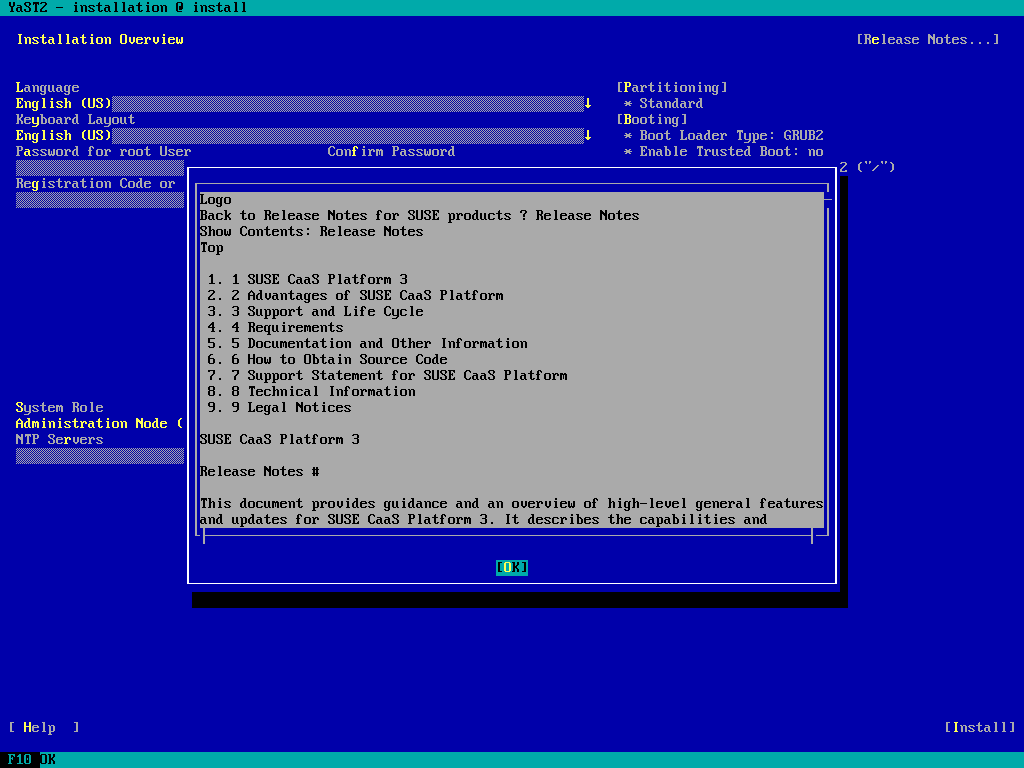 YaST2 - installation @ install
Installation Overview [Release Notes...]
Language [Partitioning]
English (US) ↓ * Standard
Keyboard Layout [Booting]
English (US) ↓ * Boot Loader Type: GRUB2
Password for root User Confirm Password * Enable Trusted Boot: no
2 ("/")
Registration Code or
Logo
Back to Release Notes for SUSE products ? Release Notes
Show Contents: Release Notes
Top
1. 1 SUSE CaaS Platform 3
2. 2 Advantages of SUSE CaaS Platform
3. 3 Support and Life Cycle
4. 4 Requirements
5. 5 Documentation and Other Information
6. 6 How to Obtain Source Code
7. 7 Support Statement for SUSE CaaS Platform
8. 8 Technical Information
9. 9 Legal Notices
System Role
Administration Node (
NTP Servers
SUSE CaaS Platform 3
Release Notes #
This document provides guidance and an overview of high-level general features
and updates for SUSE CaaS Platform 3. It describes the capabilities and
[OK]
[ Help ] [Install]
F10 OK